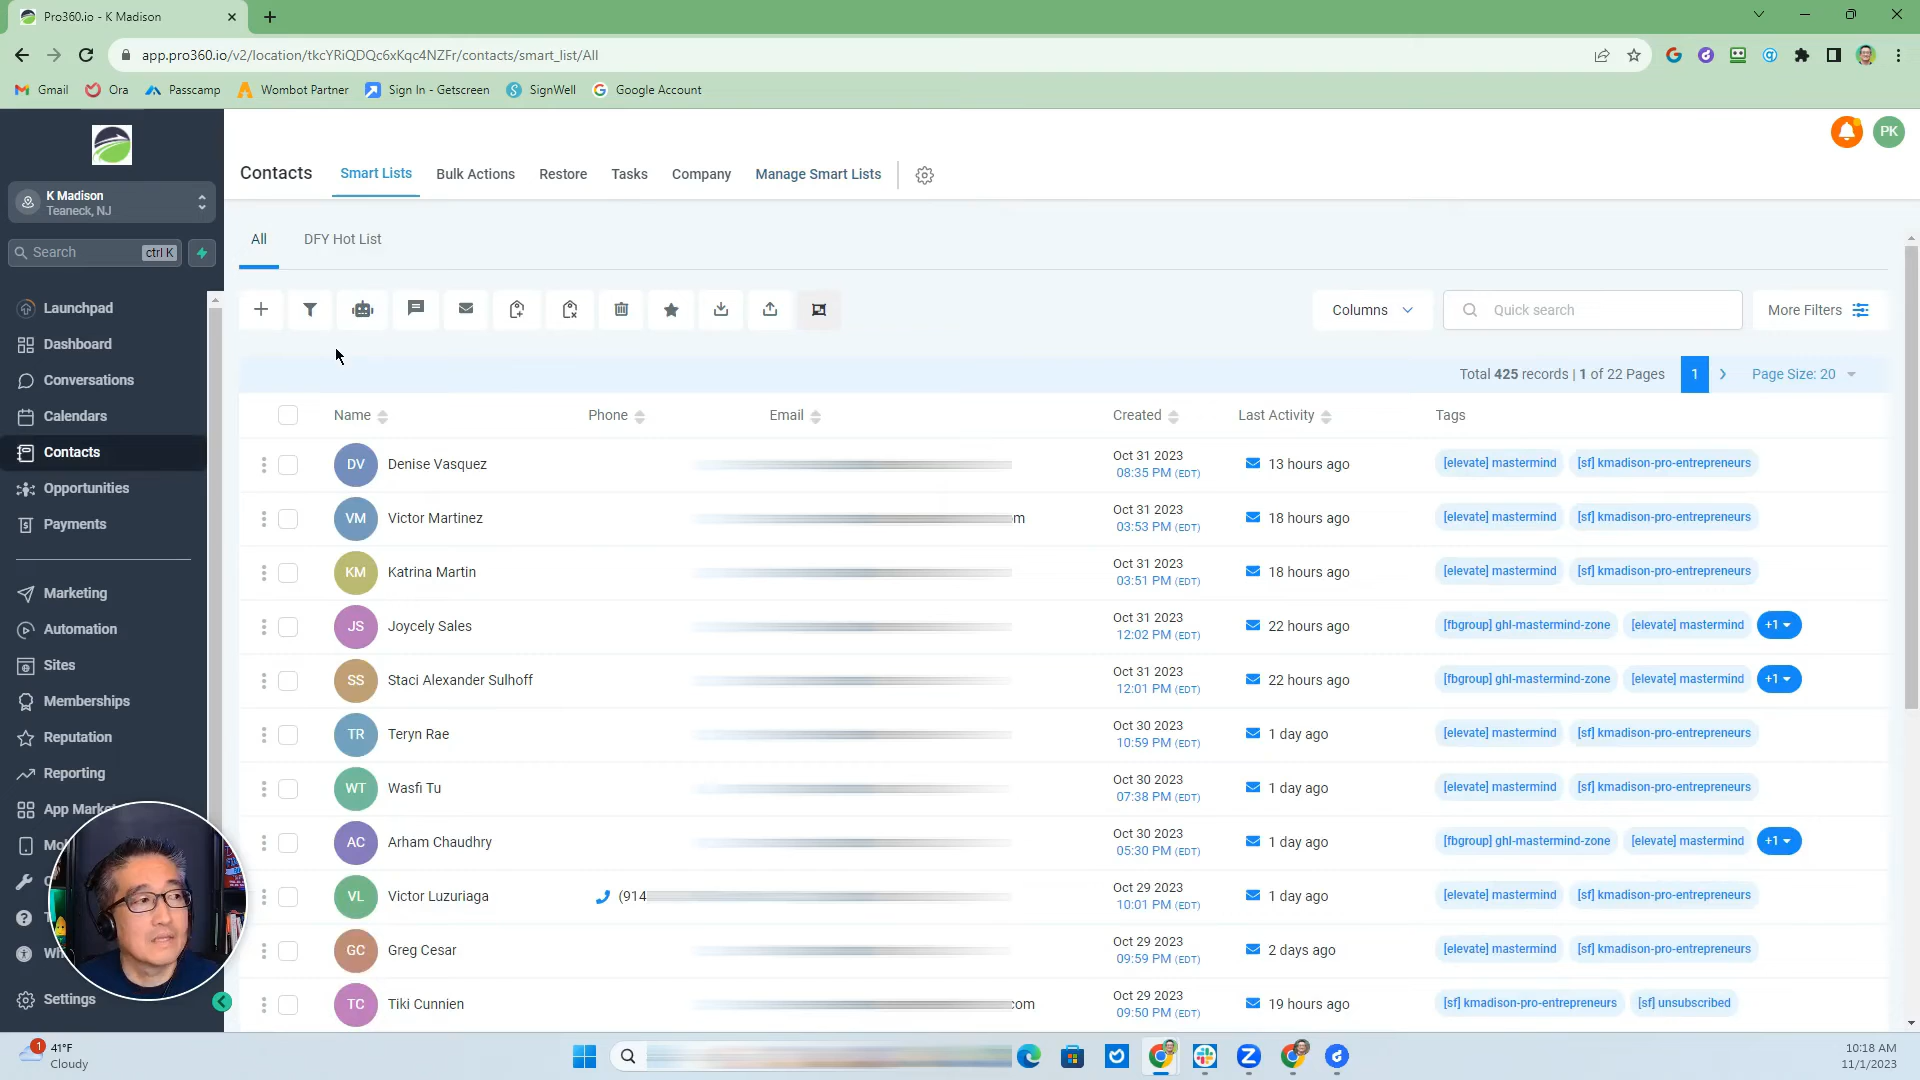 Pro360.io - K Madison
app.pro360.io/v2/location/tkcYRiQDQc6xKqc4NZFr/contacts/smart_list/All
Gmail Ora Passcamp Wombot Partner Sign In - Getscreen SignWell Google Account
PK
K Madison
Teaneck, NJ
Search ctrl K
Launchpad
Dashboard
Conversations
Calendars
Contacts
Opportunities
Payments
Marketing
Automation
Sites
Memberships
Reputation
Reporting
App Marke
Settings
Contacts Smart Lists Bulk Actions Restore Tasks Company Manage Smart Lists
All DFY Hot List
Columns Quick search More Filters
Total 425 records | 1 of 22 Pages 1 Page Size: 20
Name Phone Email Created Last Activity Tags
DV Denise Vasquez Oct 31 2023 08:35 PM (EDT) 13 hours ago [elevate] mastermind [sf] kmadison-pro-entrepreneurs
VM Victor Martinez m Oct 31 2023 03:53 PM (EDT) 18 hours ago [elevate] mastermind [sf] kmadison-pro-entrepreneurs
KM Katrina Martin Oct 31 2023 03:51 PM (EDT) 18 hours ago [elevate] mastermind [sf] kmadison-pro-entrepreneurs
JS Joycely Sales Oct 31 2023 12:02 PM (EDT) 22 hours ago [fbgroup] ghl-mastermind-zone [elevate] mastermind +1
SS Staci Alexander Sulhoff Oct 31 2023 12:01 PM (EDT) 22 hours ago [fbgroup] ghl-mastermind-zone [elevate] mastermind +1
TR Teryn Rae Oct 30 2023 10:59 PM (EDT) 1 day ago [elevate] mastermind [sf] kmadison-pro-entrepreneurs
WT Wasfi Tu Oct 30 2023 07:38 PM (EDT) 1 day ago [elevate] mastermind [sf] kmadison-pro-entrepreneurs
AC Arham Chaudhry Oct 30 2023 05:30 PM (EDT) 1 day ago [fbgroup] ghl-mastermind-zone [elevate] mastermind +1
VL Victor Luzuriaga (914 Oct 29 2023 10:01 PM (EDT) 1 day ago [elevate] mastermind [sf] kmadison-pro-entrepreneurs
GC Greg Cesar Oct 29 2023 09:59 PM (EDT) 2 days ago [elevate] mastermind [sf] kmadison-pro-entrepreneurs
TC Tiki Cunnien com Oct 29 2023 09:50 PM (EDT) 19 hours ago [sf] kmadison-pro-entrepreneurs [sf] unsubscribed
1 41°F
Cloudy
10:18 AM
11/1/2023